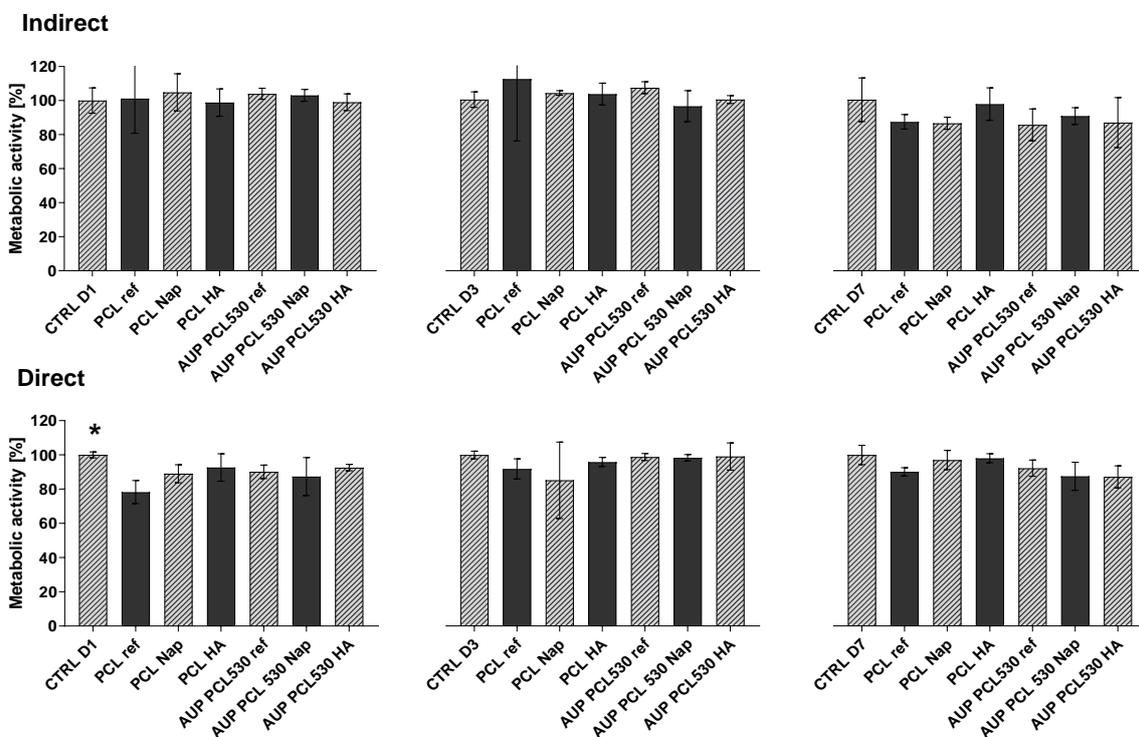 Indirect
Metabolic activity [%]
120
100
80
60
40
20
0
CTRL D1
PCL ref
PCL Nap
PCL HA
AUP PCL530 ref
AUP PCL 530 Nap
AUP PCL530 HA
CTRL D3
PCL ref
PCL Nap
PCL HA
AUP PCL530 ref
AUP PCL 530 Nap
AUP PCL530 HA
CTRL D7
PCL ref
PCL Nap
PCL HA
AUP PCL530 ref
AUP PCL 530 Nap
AUP PCL530 HA
Direct
Metabolic activity [%]
120
100
80
60
40
20
0
*
CTRL D1
PCL ref
PCL Nap
PCL HA
AUP PCL530 ref
AUP PCL 530 Nap
AUP PCL530 HA
CTRL D3
PCL ref
PCL Nap
PCL HA
AUP PCL530 ref
AUP PCL 530 Nap
AUP PCL530 HA
CTRL D7
PCL ref
PCL Nap
PCL HA
AUP PCL530 ref
AUP PCL 530 Nap
AUP PCL530 HA